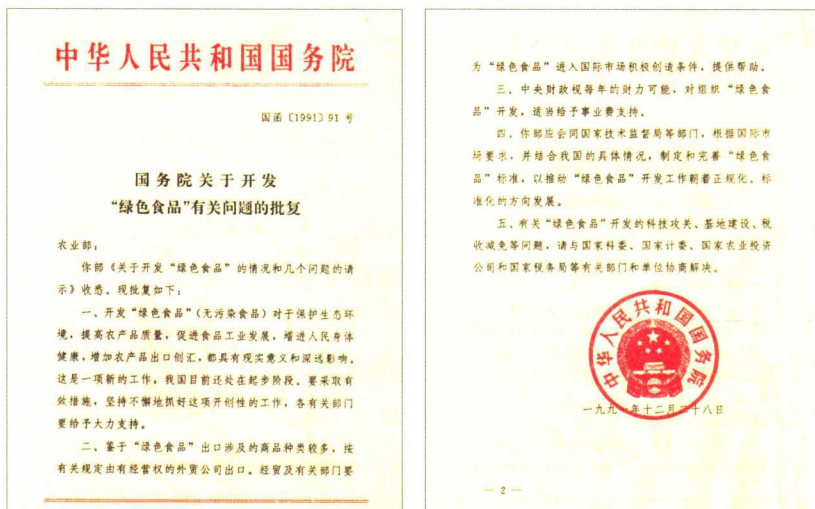 中华人民共和国国务院
国函〔1991〕91 号
国务院关于开发
“绿色食品”有关问题的批复
农业部：
你部《关于开发“绿色食品”的情况和几个问题的请
示》收悉。现批复如下：
一、开发“绿色食品”（无污染食品）对于保护生态环
境，提高农产品质量，促进食品工业发展，增进人民身体
健康，增加农产品出口创汇，都具有现实意义和深远影响。
这是一项新的工作，我国目前还处在起步阶段。要采取有
效措施，坚持不懈地抓好这项开创性的工作，各有关部门
要给予大力支持。
二、鉴于“绿色食品”出口涉及的商品种类较多，按
有关规定由有经营权的外贸公司出口。经贸及有关部门要
为“绿色食品”进入国际市场积极创造条件，提供帮助。
三、中央财政视每年的财力可能，对组织“绿色食
品”开发，适当给予事业费支持。
四、你部应会同国家技术监督局等部门，根据国际市
场要求，并结合我国的具体情况，制定和完善“绿色食
品”标准，以推动“绿色食品”开发工作朝着正规化、标
准化的方向发展。
五、有关“绿色食品”开发的科技攻关、基地建设、税
收减免等问题，请与国家科委、国家计委、国家农业投资
公司和国家税务局等有关部门和单位协商解决。
中华人民共和国国务院
一九九一年十二月二十八日
— 2 —